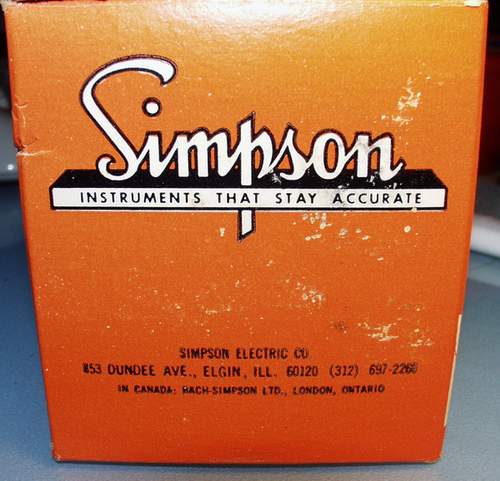 Simpson
INSTRUMENTS THAT STAY ACCURATE
SIMPSON ELECTRIC CO.
853 DUNDEE AVE., ELGIN, ILL. 60120 (312) 697-2260
IN CANADA: BACH-SIMPSON LTD., LONDON, ONTARIO